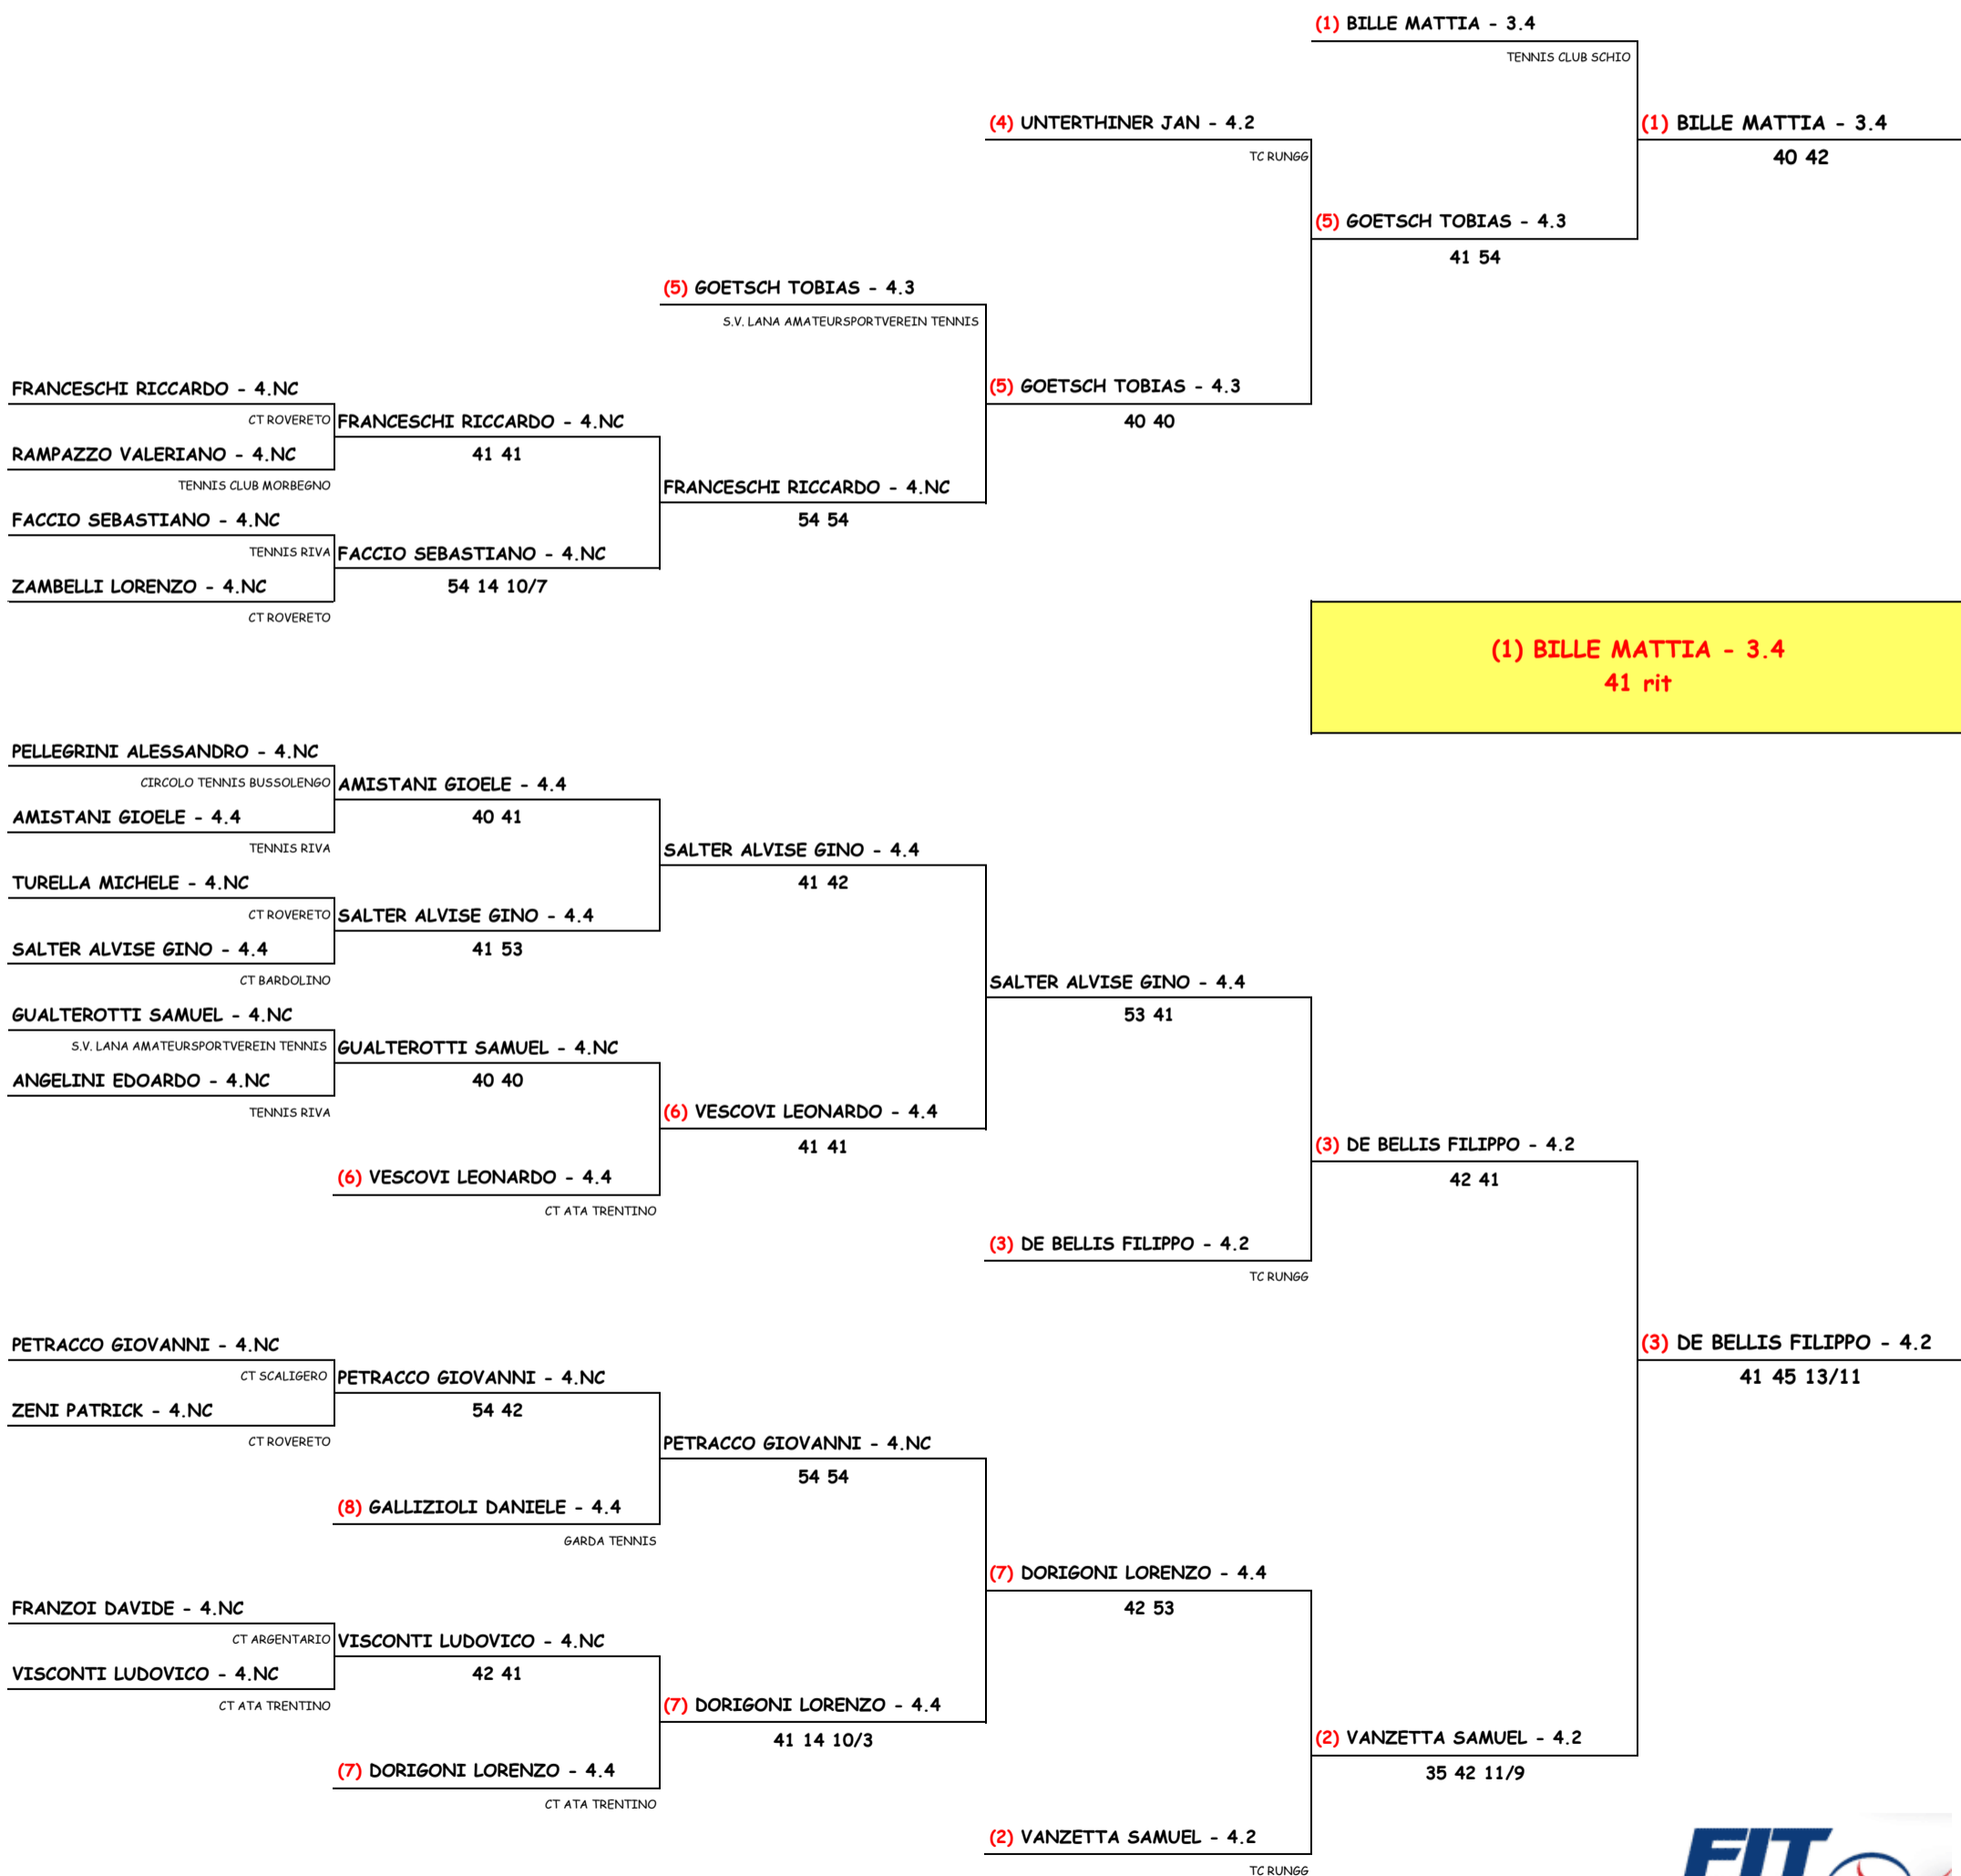 (1) BILLE MATTIA - 3.4
TENNIS CLUB SCHIO
(4) UNTERTHINER JAN - 4.2
(1) BILLE MATTIA - 3.4
TC RUNGG
40 42
(5) GOETSCH TOBIAS - 4.3
41 54
(5) GOETSCH TOBIAS - 4.3
S.V. LANA AMATEURSPORTVEREIN TENNIS
FRANCESCHI RICCARDO - 4.NC
(5) GOETSCH TOBIAS - 4.3
CT ROVERETO
FRANCESCHI RICCARDO - 4.NC
40 40
RAMPAZZO VALERIANO - 4.NC
41 41
TENNIS CLUB MORBEGNO
FRANCESCHI RICCARDO - 4.NC
FACCIO SEBASTIANO - 4.NC
54 54
TENNIS RIVA
FACCIO SEBASTIANO - 4.NC
ZAMBELLI LORENZO - 4.NC
54 14 10/7
CT ROVERETO
(1) BILLE MATTIA - 3.4
41 rit
PELLEGRINI ALESSANDRO - 4.NC
CIRCOLO TENNIS BUSSOLENGO
AMISTANI GIOELE - 4.4
AMISTANI GIOELE - 4.4
40 41
TENNIS RIVA
SALTER ALVISE GINO - 4.4
TURELLA MICHELE - 4.NC
41 42
CT ROVERETO
SALTER ALVISE GINO - 4.4
SALTER ALVISE GINO - 4.4
41 53
CT BARDOLINO
SALTER ALVISE GINO - 4.4
GUALTEROTTI SAMUEL - 4.NC
53 41
S.V. LANA AMATEURSPORTVEREIN TENNIS
GUALTEROTTI SAMUEL - 4.NC
ANGELINI EDOARDO - 4.NC
40 40
TENNIS RIVA
(6) VESCOVI LEONARDO - 4.4
41 41
(3) DE BELLIS FILIPPO - 4.2
(6) VESCOVI LEONARDO - 4.4
42 41
CT ATA TRENTINO
(3) DE BELLIS FILIPPO - 4.2
TC RUNGG
PETRACCO GIOVANNI - 4.NC
(3) DE BELLIS FILIPPO - 4.2
CT SCALIGERO
PETRACCO GIOVANNI - 4.NC
41 45 13/11
ZENI PATRICK - 4.NC
54 42
CT ROVERETO
PETRACCO GIOVANNI - 4.NC
54 54
(8) GALLIZIOLI DANIELE - 4.4
GARDA TENNIS
(7) DORIGONI LORENZO - 4.4
FRANZOI DAVIDE - 4.NC
42 53
CT ARGENTARIO
VISCONTI LUDOVICO - 4.NC
VISCONTI LUDOVICO - 4.NC
42 41
CT ATA TRENTINO
(7) DORIGONI LORENZO - 4.4
41 14 10/3
(2) VANZETTA SAMUEL - 4.2
(7) DORIGONI LORENZO - 4.4
35 42 11/9
CT ATA TRENTINO
(2) VANZETTA SAMUEL - 4.2
FIT
TC RUNGG